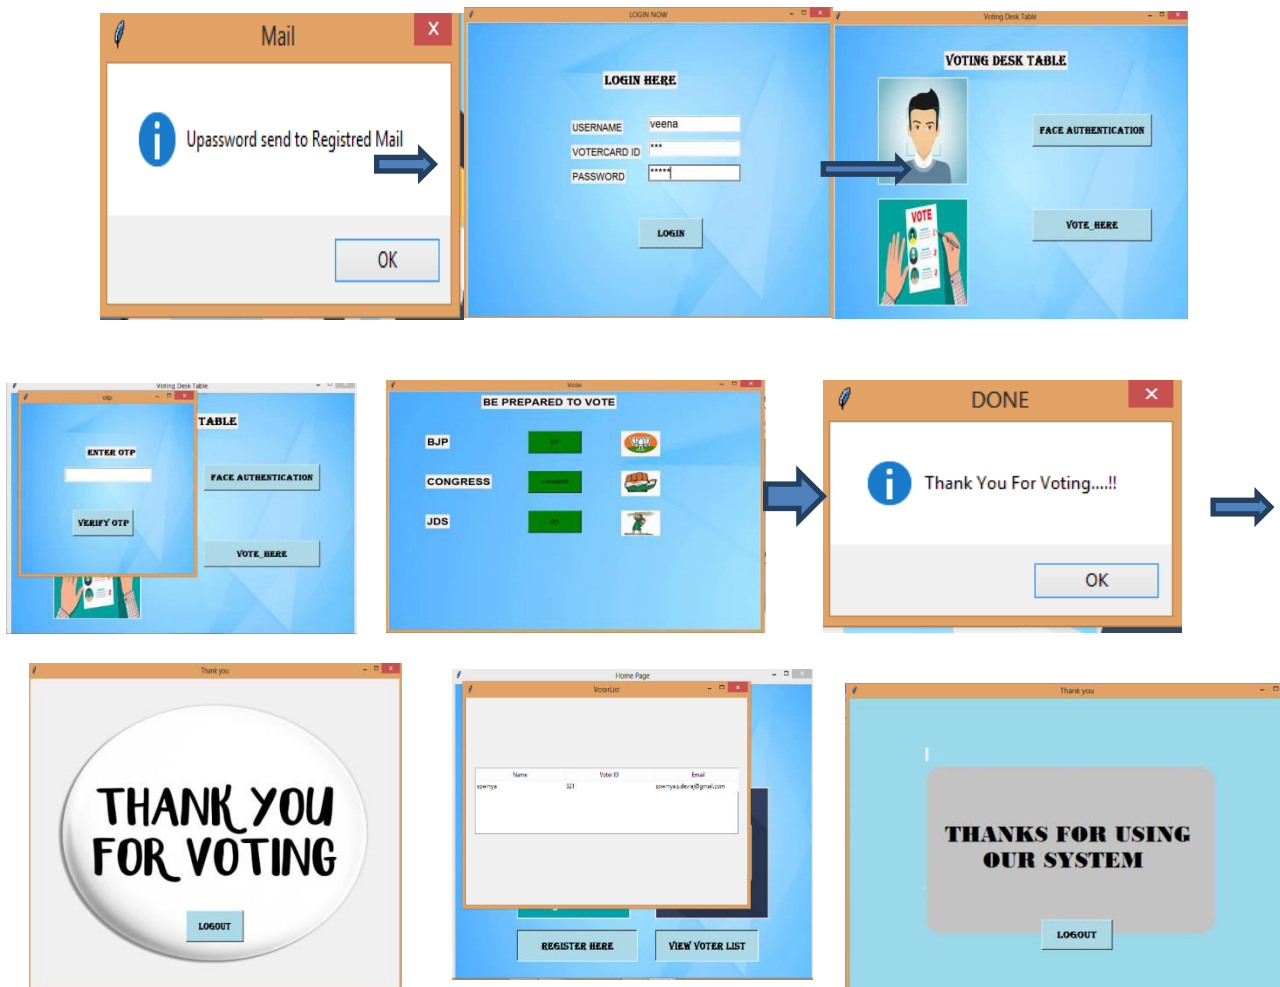 Mail
X
Upassword send to Registred Mail
OK
LOGIN NOW
LOGIN HERE
USERNAME
veena
VOTERCARD ID
***
PASSWORD
*****
LOGIN
Voting Desk Table
VOTING DESK TABLE
FACE AUTHENTICATION
VOTE
VOTE_HERE
Voting Desk Table
otp
TABLE
ENTER OTP
FACE AUTHENTICATION
VERIFY OTP
VOTE_HERE
Vote
BE PREPARED TO VOTE
BJP
CONGRESS
CONGRESS
JDS
DONE
X
Thank You For Voting....!!
OK
Thank you
THANK YOU
FOR VOTING
LOGOUT
Home Page
VoterList
Name Voter ID Email
sowmya 321 sowmya.s.devraj@gmail.com
REGISTER HERE
VIEW VOTER LIST
Thank you
THANKS FOR USING
OUR SYSTEM
LOGOUT